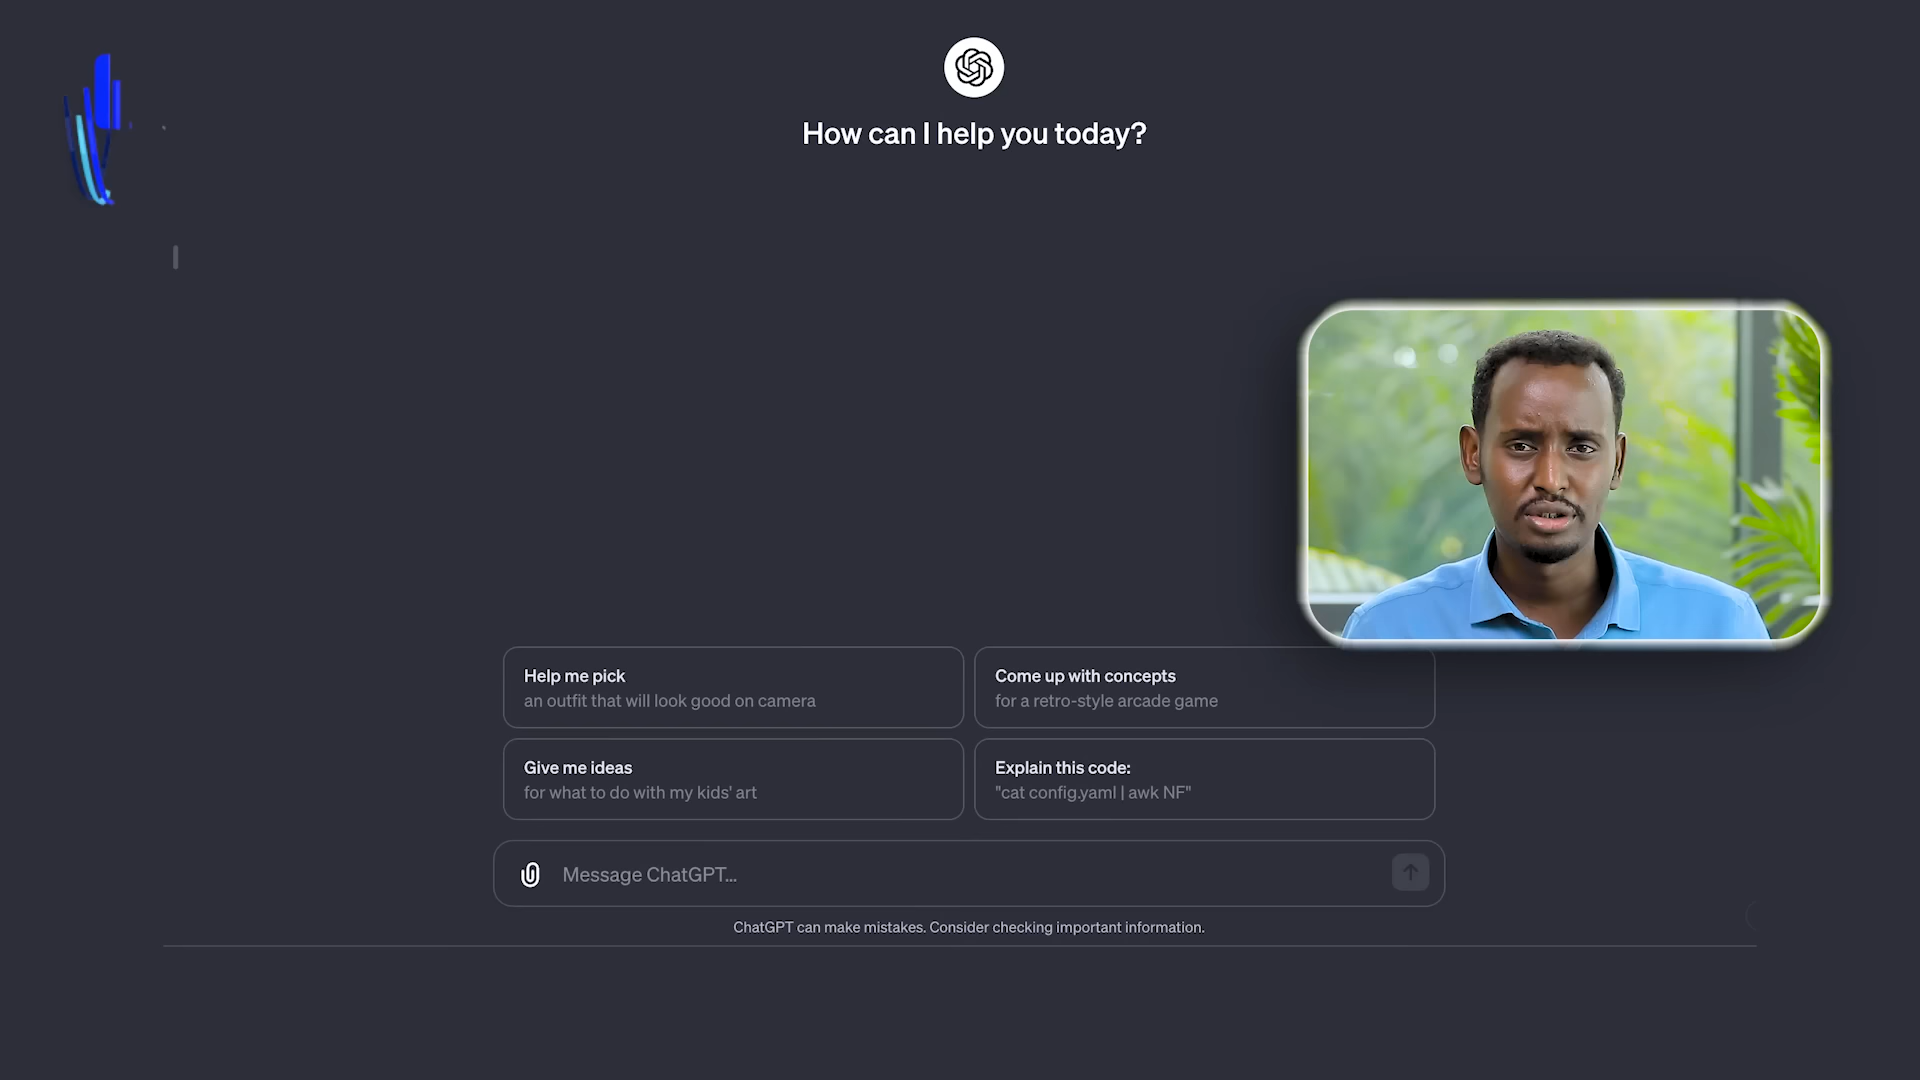 How can I help you today?
Help me pick
an outfit that will look good on camera
Come up with concepts
for a retro-style arcade game
Give me ideas
for what to do with my kids' art
Explain this code:
"cat config.yaml | awk NF"
Message ChatGPT...
ChatGPT can make mistakes. Consider checking important information.